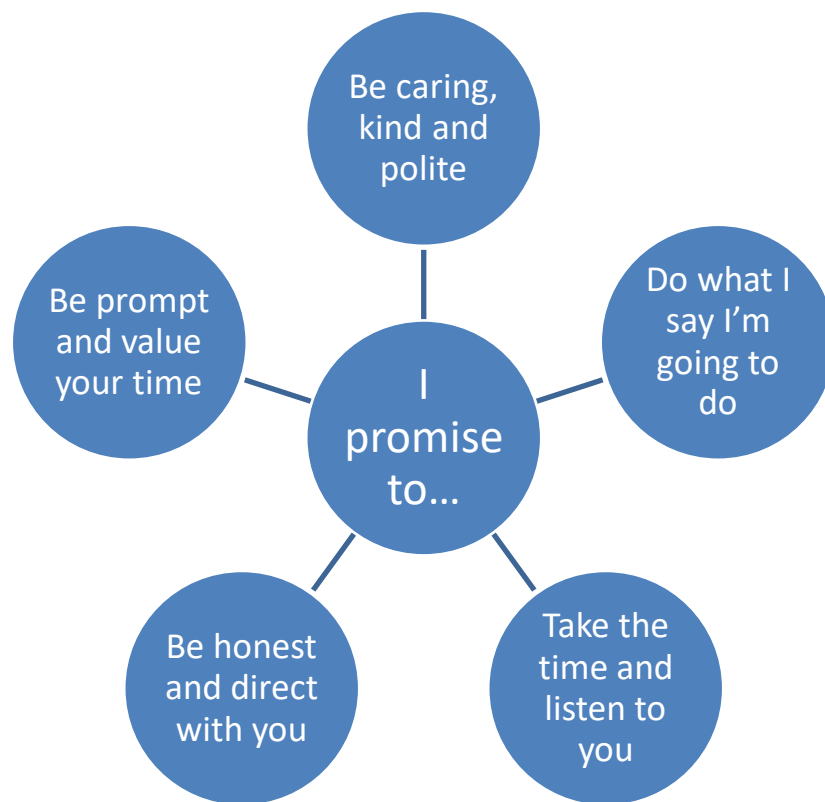 Be caring,
kind and
polite
Do what I
say I’m
going to
do
Take the
time and
listen to
you
Be honest
and direct
with you
Be prompt
and value
your time
I
promise
to…